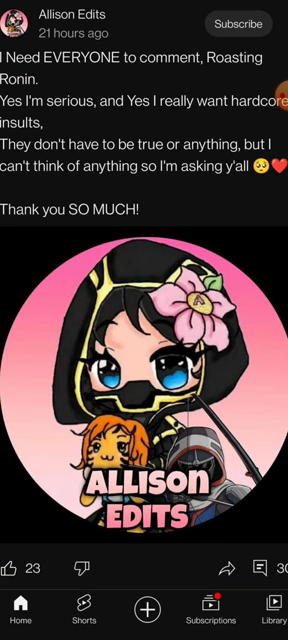 Allison Edits
21 hours ago
Subscribe
I Need EVERYONE to comment, Roasting
Ronin.
Yes I'm serious, and Yes I really want hardcore
insults,
They don't have to be true or anything, but I
can't think of anything so I'm asking y'all 🥺❤️
Thank you SO MUCH!
A
ALLISON
EDITS
23
30
Home
Shorts
Subscriptions
Library